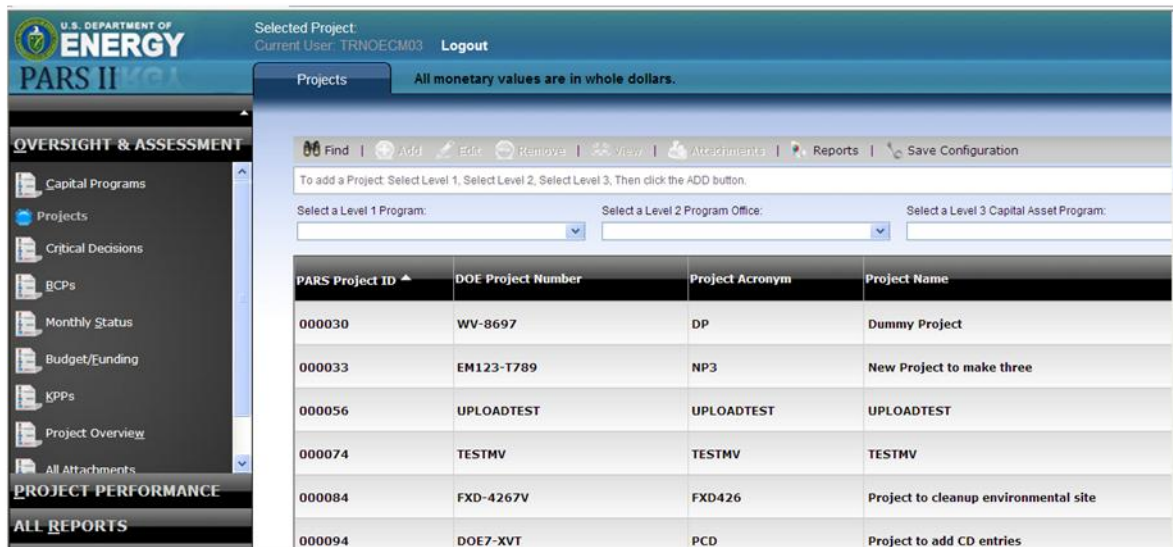 U.S. DEPARTMENT OF
ENERGY
PARS II
Selected Project:
Current User: TRNOECM03 Logout
Projects All monetary values are in whole dollars.
OVERSIGHT & ASSESSMENT
Capital Programs
Projects
Critical Decisions
BCPs
Monthly Status
Budget/Funding
KPPs
Project Overview
All Attachments
PROJECT PERFORMANCE
ALL REPORTS
Find | Add Edit Remove | View | Attachments | Reports | Save Configuration
To add a Project: Select Level 1, Select Level 2, Select Level 3, Then click the ADD button.
Select a Level 1 Program: Select a Level 2 Program Office: Select a Level 3 Capital Asset Program:
PARS Project ID DOE Project Number Project Acronym Project Name
000030 WV-8697 DP Dummy Project
000033 EM123-T789 NP3 New Project to make three
000056 UPLOADTEST UPLOADTEST UPLOADTEST
000074 TESTMV TESTMV TESTMV
000084 FXD-4267V FXD426 Project to cleanup environmental site
000094 DOE7-XVT PCD Project to add CD entries